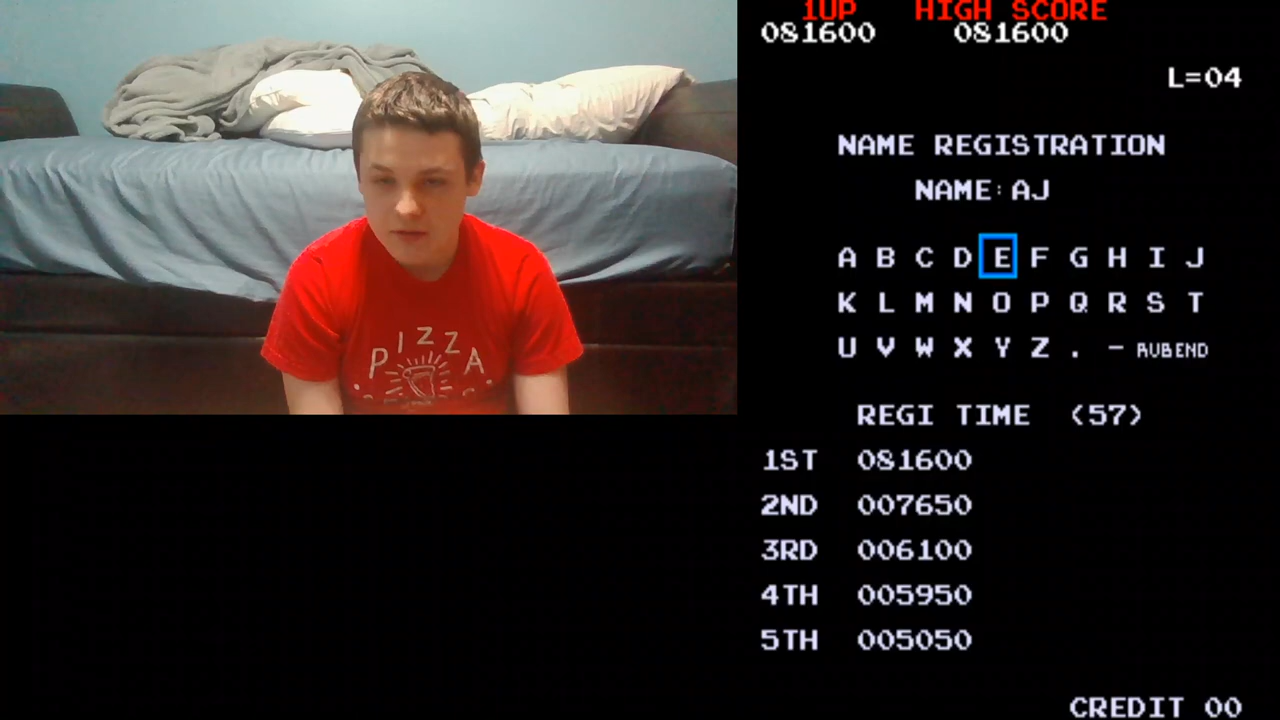 PIZZA
1UP HIGH SCORE
081600 081600
L=04
NAME REGISTRATION
NAME:AJ
A B C D E F G H I J
K L M N O P Q R S T
U V W X Y Z . - RUBEND
REGI TIME (57)
1ST 081600
2ND 007650
3RD 006100
4TH 005950
5TH 005050
CREDIT 00